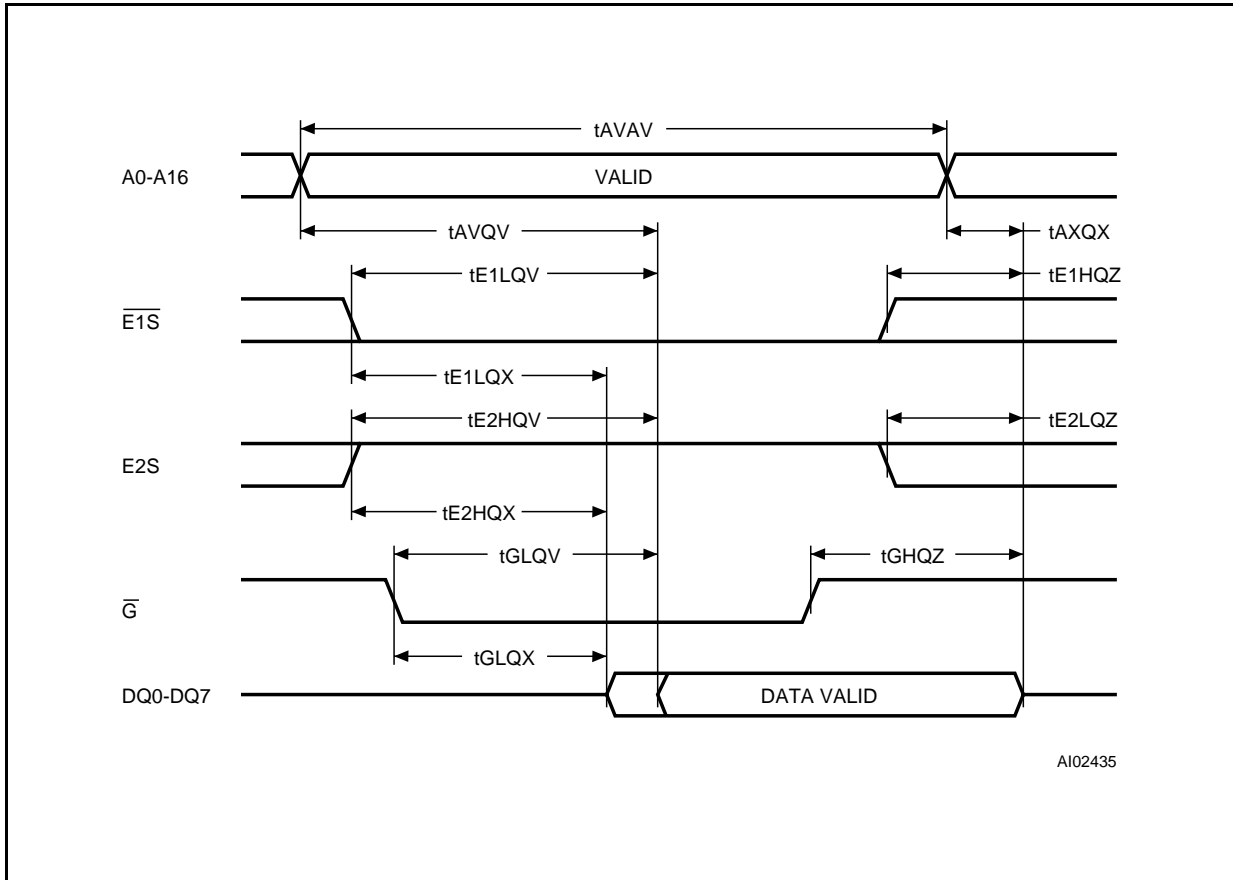 tAVAV
A0-A16
VALID
tAVQV
tAXQX
tE1LQV
tE1HQZ
E1S
tE1LQX
tE2HQV
tE2LQZ
E2S
tE2HQX
tGLQV
tGHQZ
G
tGLQX
DQ0-DQ7
DATA VALID
AI02435